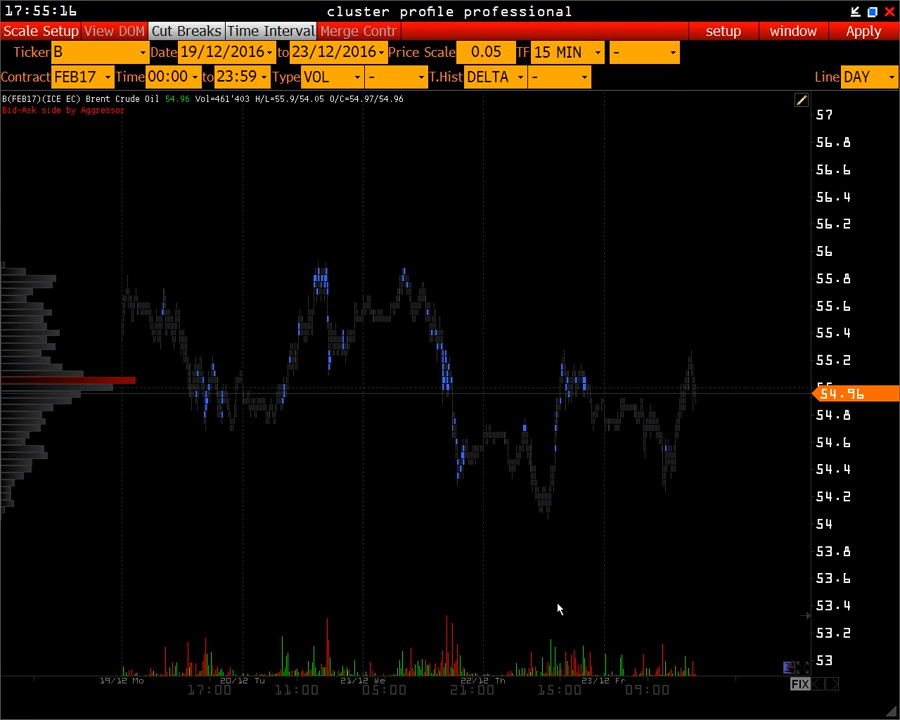 17:55:16 cluster profile professional
Scale Setup View DOM Cut Breaks Time Interval Merge Contr setup window Apply
Ticker B Date 19/12/2016 to 23/12/2016 Price Scale 0.05 TF 15 MIN -
Contract FEB17 Time 00:00 to 23:59 Type VOL - T.Hist DELTA - Line DAY
B(FEB17)(ICE EC) Brent Crude Oil 54.96 Vol=461'403 H/L=55.9/54.05 O/C=54.97/54.96
Bid-Ask side by Aggressor
57
56.8
56.6
56.4
56.2
56
55.8
55.6
55.4
55.2
54.96
54.8
54.6
54.4
54.2
54
53.8
53.6
53.4
53.2
53
19/12 Mo 20/12 Tu 21/12 We 22/12 Th 23/12 Fr
17:00 11:00 05:00 21:00 15:00 09:00 FIX